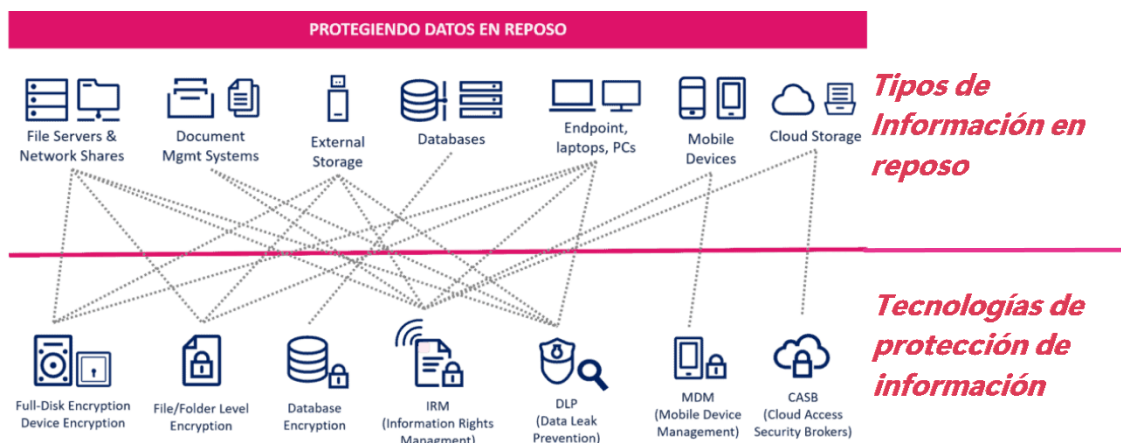 PROTEGIENDO DATOS EN REPOSO
File Servers &
Network Shares
Document
Mgmt Systems
External
Storage
Databases
Endpoint,
laptops, PCs
Mobile
Devices
Cloud Storage
Tipos de
Información en
reposo
Tecnologías de
protección de
información
Full-Disk Encryption
Device Encryption
File/Folder Level
Encryption
Database
Encryption
IRM
(Information Rights
Managment)
DLP
(Data Leak
Prevention)
MDM
(Mobile Device
Management)
CASB
(Cloud Access
Security Brokers)